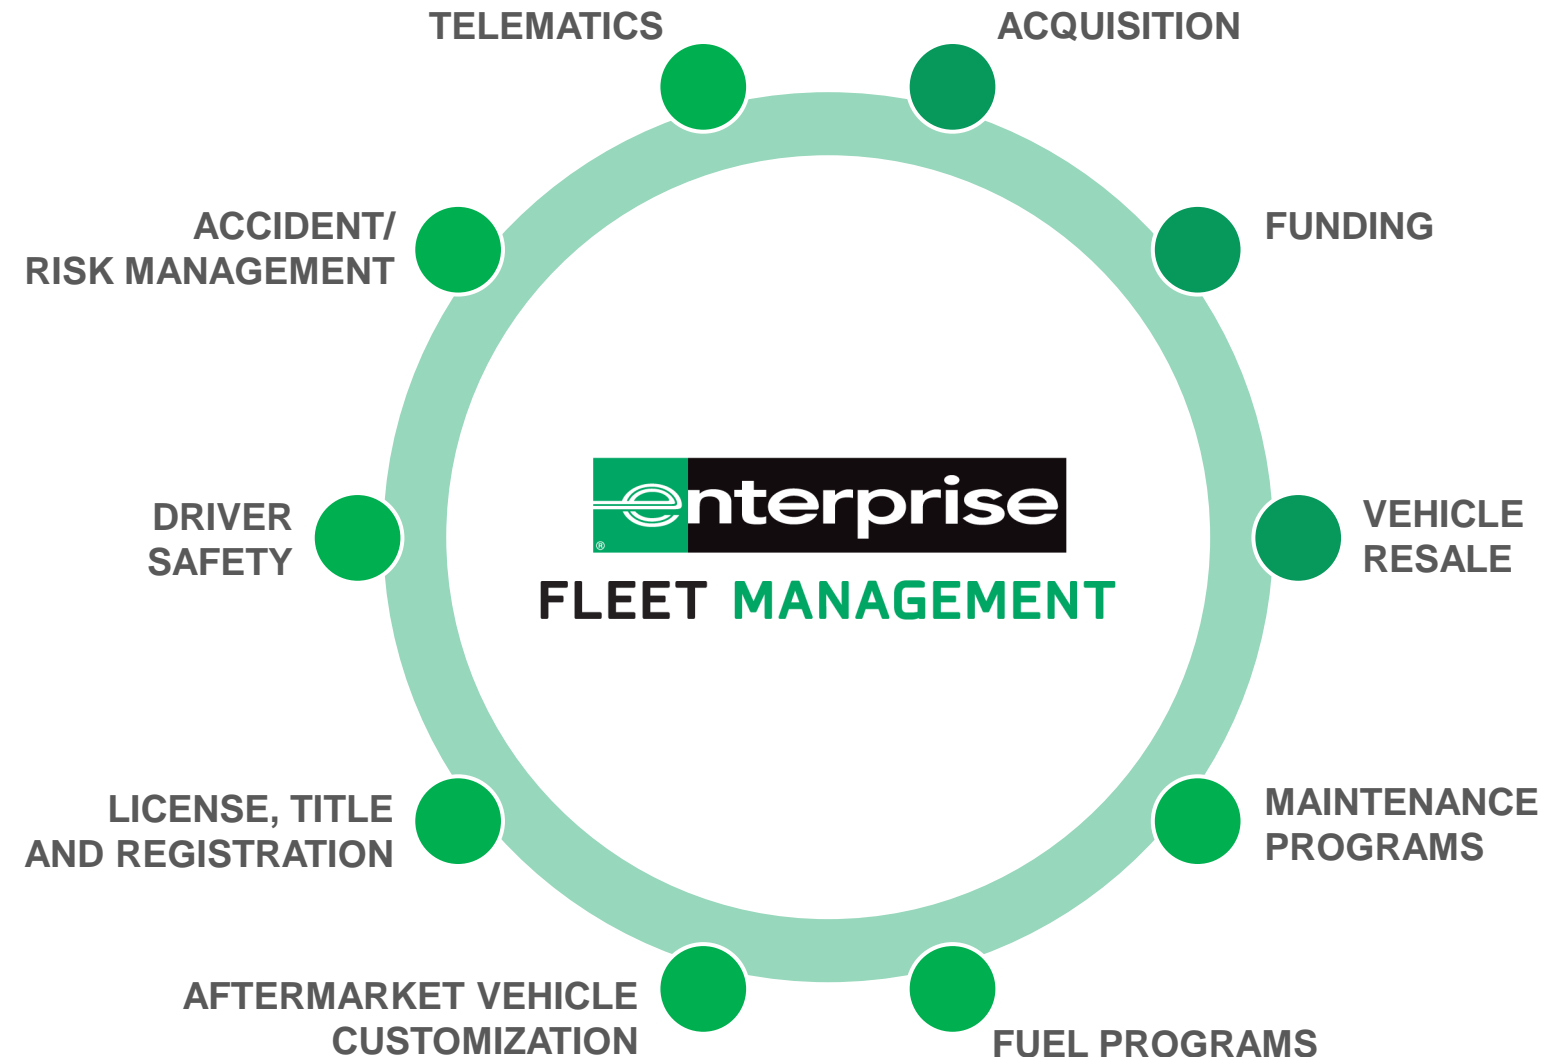 TELEMATICS
ACQUISITION
ACCIDENT/
RISK MANAGEMENT
FUNDING
enterprise
®
FLEET MANAGEMENT
DRIVER
SAFETY
VEHICLE
RESALE
LICENSE, TITLE
AND REGISTRATION
MAINTENANCE
PROGRAMS
AFTERMARKET VEHICLE
CUSTOMIZATION
FUEL PROGRAMS